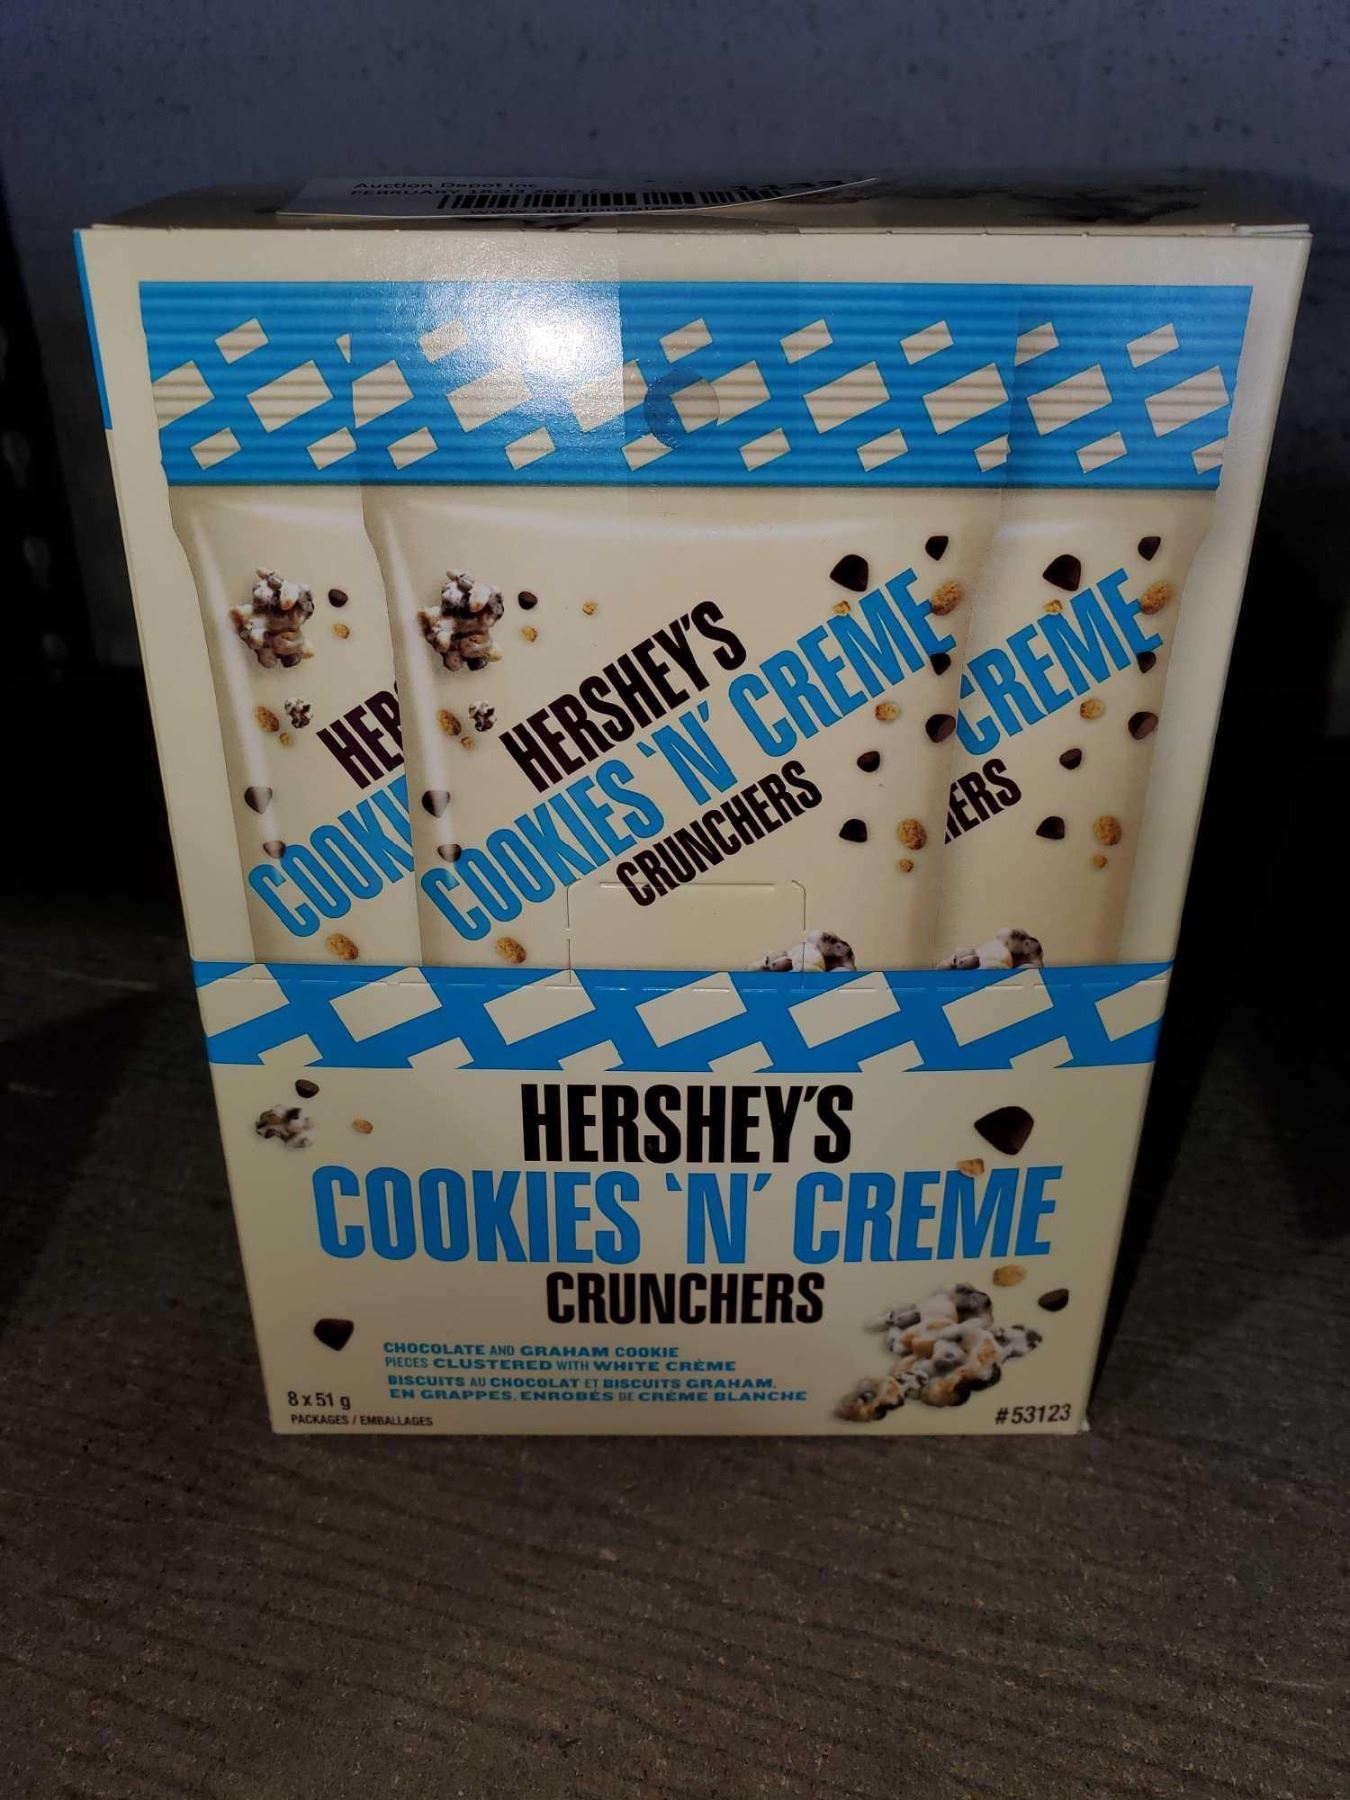 Auction Depot Inc
FEBRUARY
HERSHEY'S
COOKIES 'N' CREME
CRUNCHERS
HER
COOKI
CREME
HERS
HERSHEY'S
COOKIES 'N' CREME
CRUNCHERS
CHOCOLATE AND GRAHAM COOKIE
PIECES CLUSTERED WITH WHITE CRÈME
BISCUITS AU CHOCOLAT ET BISCUITS GRAHAM,
EN GRAPPES, ENROBÉS DE CRÈME BLANCHE
8 x 51 g
PACKAGES / EMBALLAGES
#53123